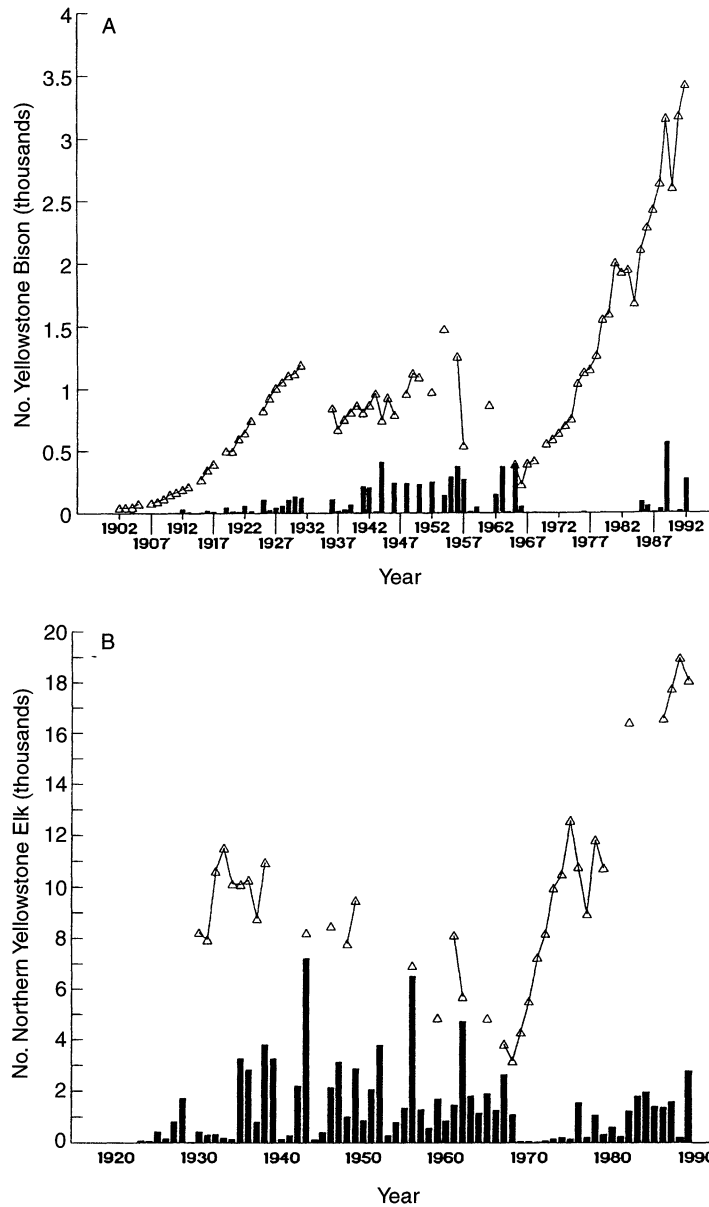 A
No. Yellowstone Bison (thousands)
4
3.5
3
2.5
2
1.5
1
0.5
0
1902 1912 1922 1932 1942 1952 1962 1972 1982 1992
1907 1917 1927 1937 1947 1957 1967 1977 1987
Year
B
No. Northern Yellowstone Elk (thousands)
20
18
16
14
12
10
8
6
4
2
0
1920 1930 1940 1950 1960 1970 1980 1990
Year